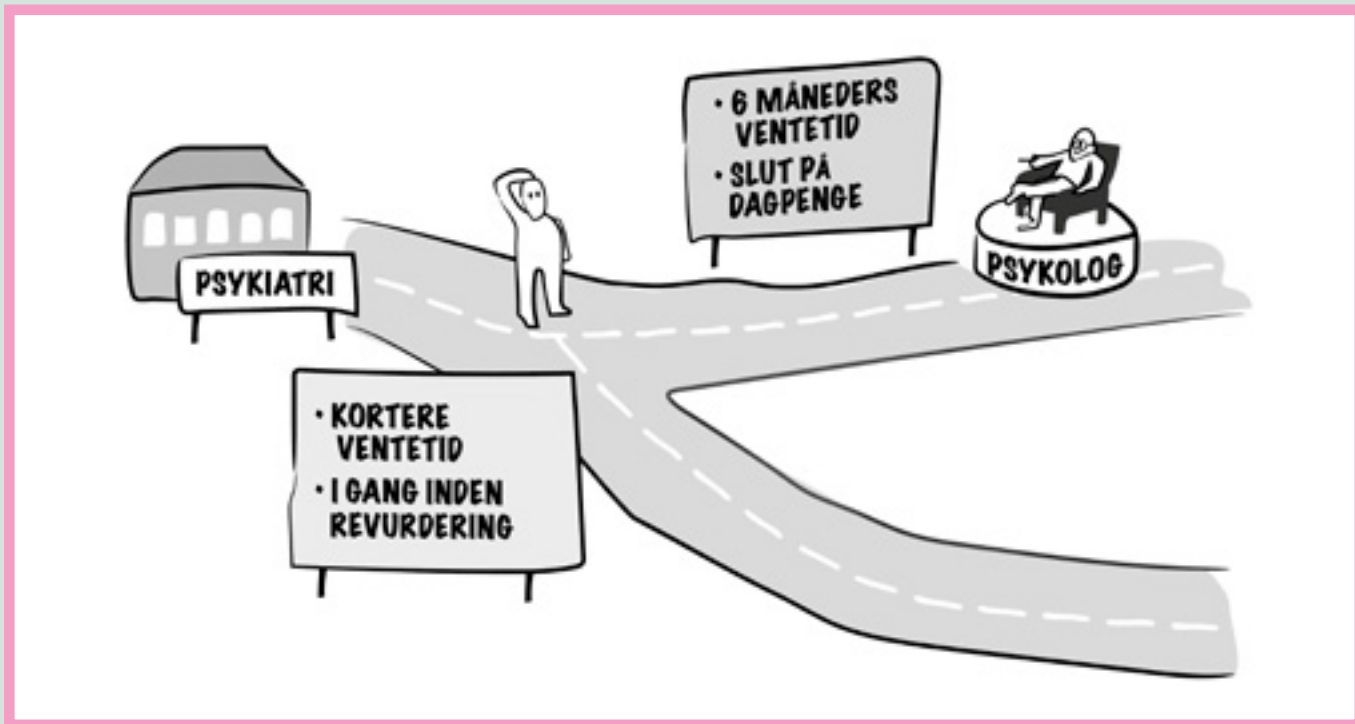 • 6 MÅNEDERS
VENTETID
• SLUT PÅ
DAGPENGE
PSYKIATRI
PSYKOLOG
• KORTERE
VENTETID
• I GANG INDEN
REVURDERING